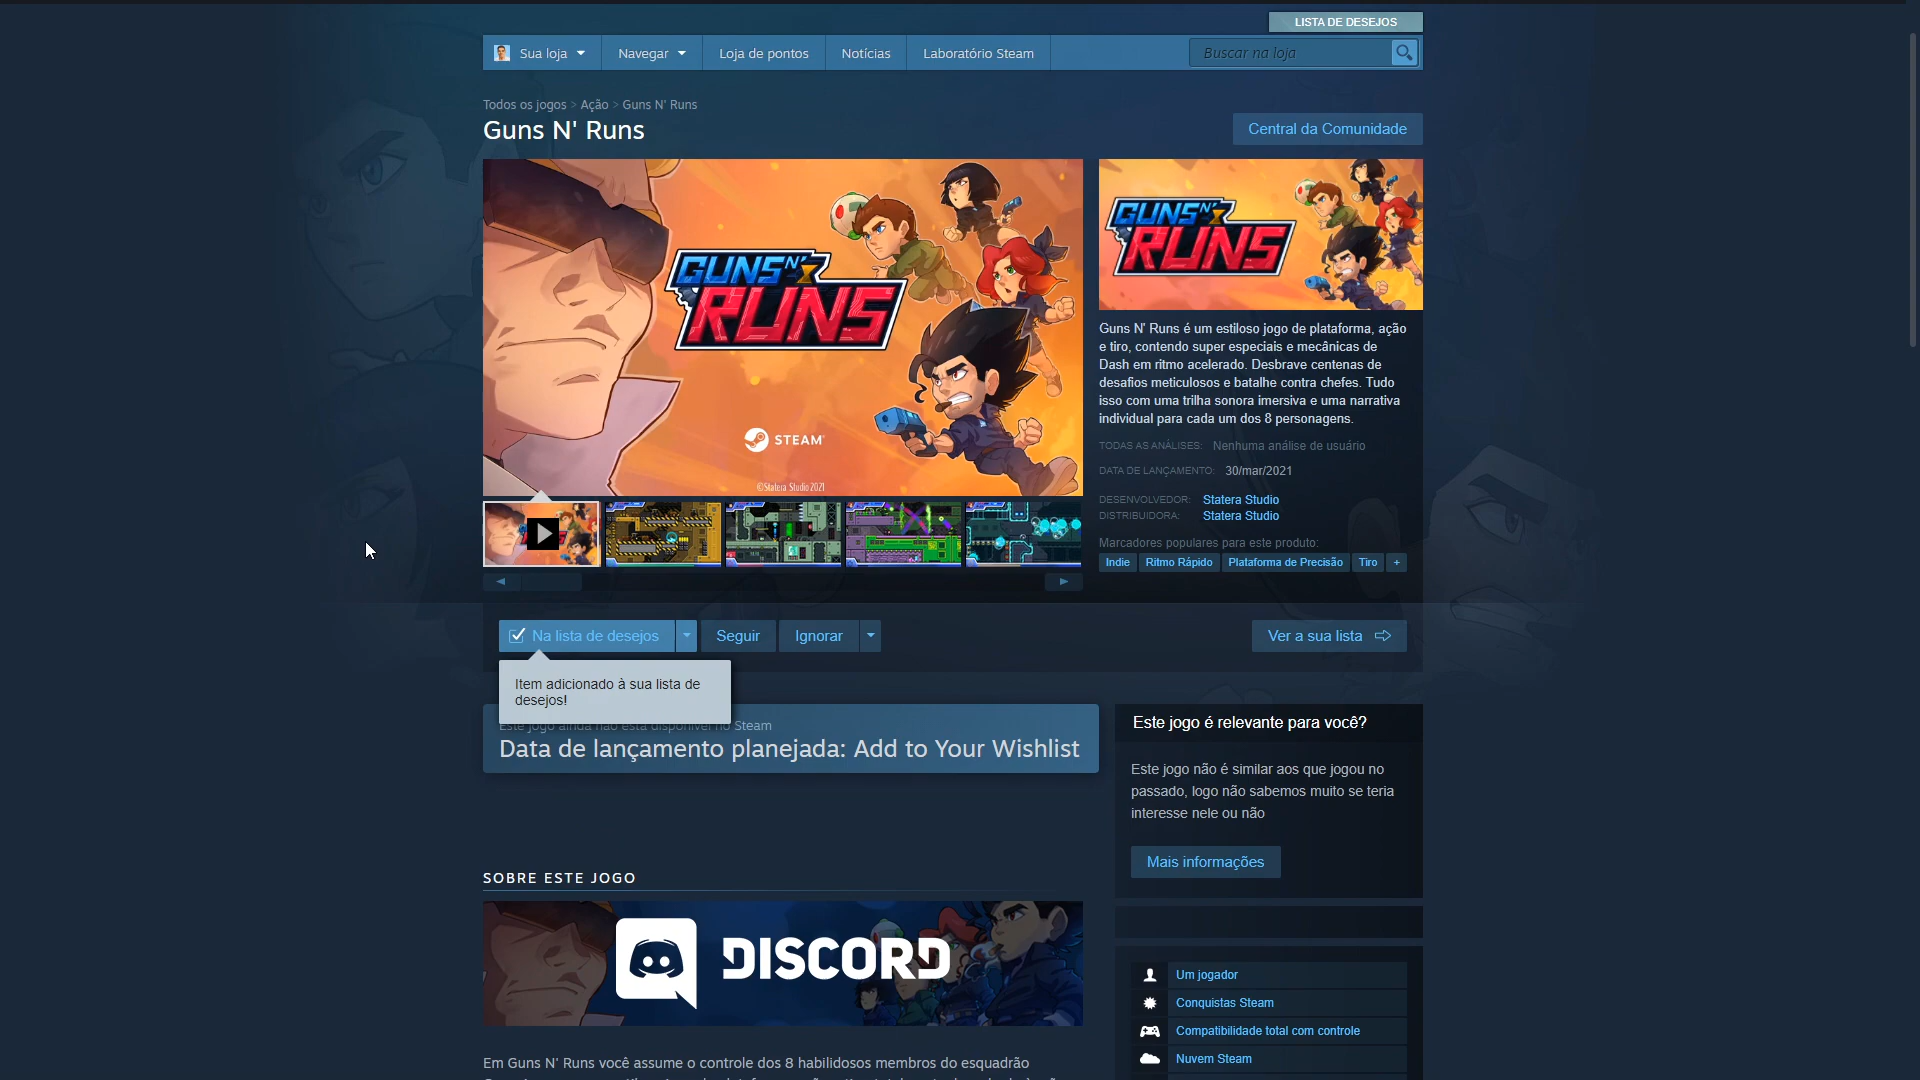 LISTA DE DESEJOS
Sua loja
Navegar
Loja de pontos
Notícias
Laboratório Steam
Buscar na loja
Todos os jogos > Ação > Guns N' Runs
Guns N' Runs
Central da Comunidade
GUNS N'
RUNS
STEAM
©Statera Studio 2021
GUNS N'
RUNS
Guns N' Runs é um estiloso jogo de plataforma, ação
e tiro, contendo super especiais e mecânicas de
Dash em ritmo acelerado. Desbrave centenas de
desafios meticulosos e batalhe contra chefes. Tudo
isso com uma trilha sonora imersiva e uma narrativa
individual para cada um dos 8 personagens.
TODAS AS ANÁLISES: Nenhuma análise de usuário
DATA DE LANÇAMENTO: 30/mar/2021
DESENVOLVEDOR: Statera Studio
DISTRIBUIDORA: Statera Studio
Marcadores populares para este produto:
Indie
Ritmo Rápido
Plataforma de Precisão
Tiro
+
Na lista de desejos
Seguir
Ignorar
Ver a sua lista
Item adicionado à sua lista de
desejos!
Este jogo ainda não está disponível no Steam
Data de lançamento planejada: Add to Your Wishlist
Este jogo é relevante para você?
Este jogo não é similar aos que jogou no
passado, logo não sabemos muito se teria
interesse nele ou não
Mais informações
SOBRE ESTE JOGO
DISCORD
Um jogador
Conquistas Steam
Compatibilidade total com controle
Nuvem Steam
Em Guns N' Runs você assume o controle dos 8 habilidosos membros do esquadrão